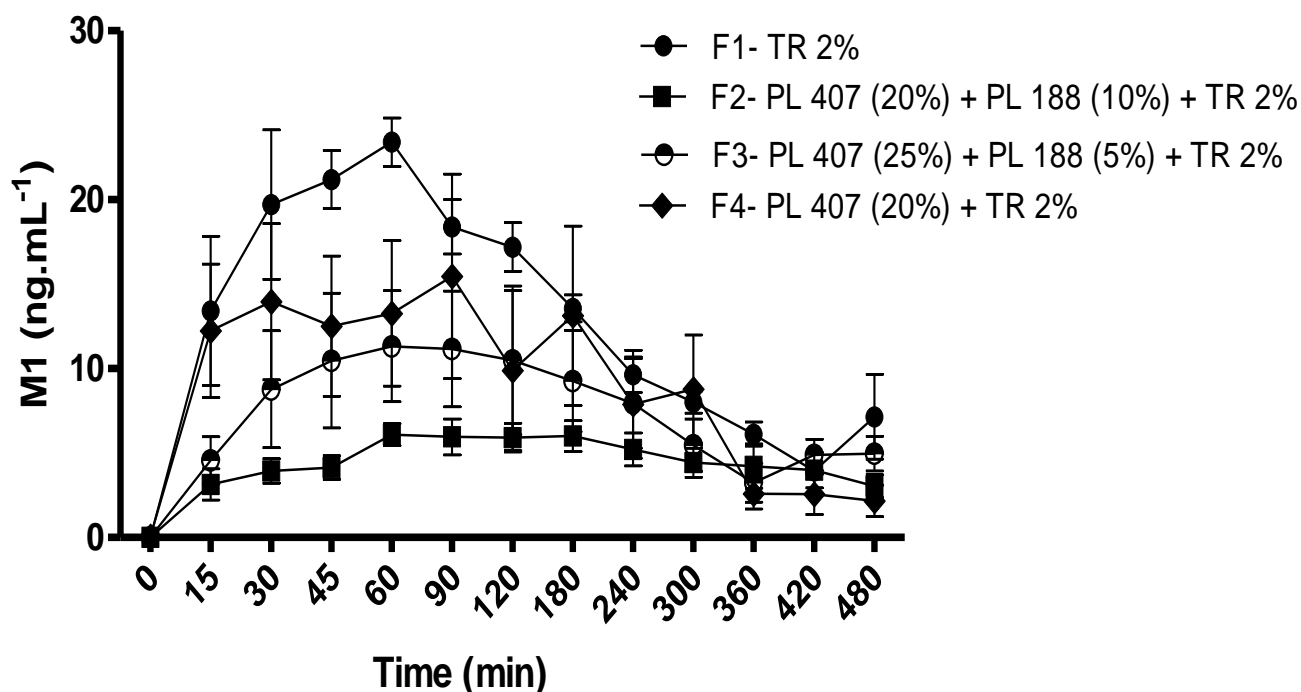 30
20
10
0
M1 (ng.mL⁻¹)
F1- TR 2%
F2- PL 407 (20%) + PL 188 (10%) + TR 2%
F3- PL 407 (25%) + PL 188 (5%) + TR 2%
F4- PL 407 (20%) + TR 2%
0 15 30 45 60 90 120 180 240 300 360 420 480
Time (min)